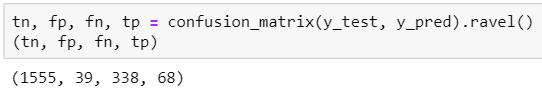 tn, fp, fn, tp = confusion_matrix(y_test, y_pred).ravel()
(tn, fp, fn, tp)
(1555, 39, 338, 68)